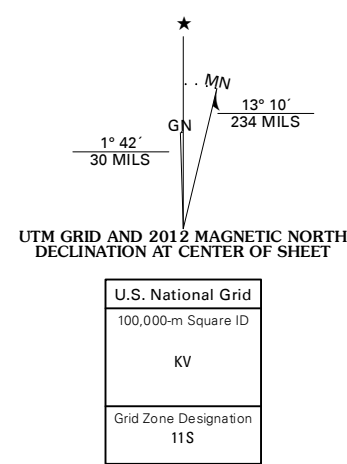 ★
MN
13° 10´
234 MILS
GN
1° 42´
30 MILS
UTM GRID AND 2012 MAGNETIC NORTH
DECLINATION AT CENTER OF SHEET
U.S. National Grid
100,000-m Square ID
KV
Grid Zone Designation
11S